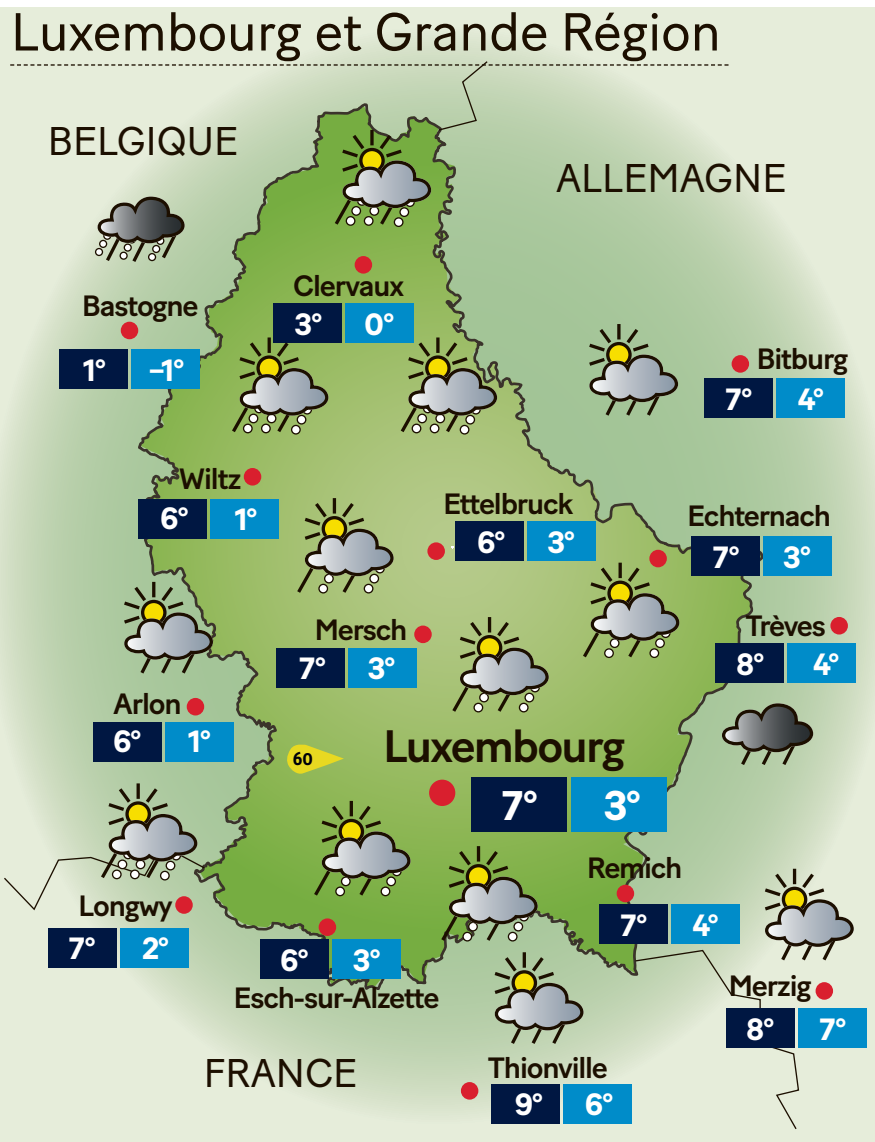 Luxembourg et Grande Région
BELGIQUE
ALLEMAGNE
Clervaux
3° 0°
Bastogne
1° –1°
Bitburg
7° 4°
Wiltz
6° 1°
Ettelbruck
6° 3°
Echternach
7° 3°
Mersch
7° 3°
Trèves
8° 4°
Arlon
6° 1°
60
Luxembourg
7° 3°
Remich
7° 4°
Longwy
7° 2°
6° 3°
Esch-sur-Alzette
Merzig
8° 7°
FRANCE
Thionville
9° 6°